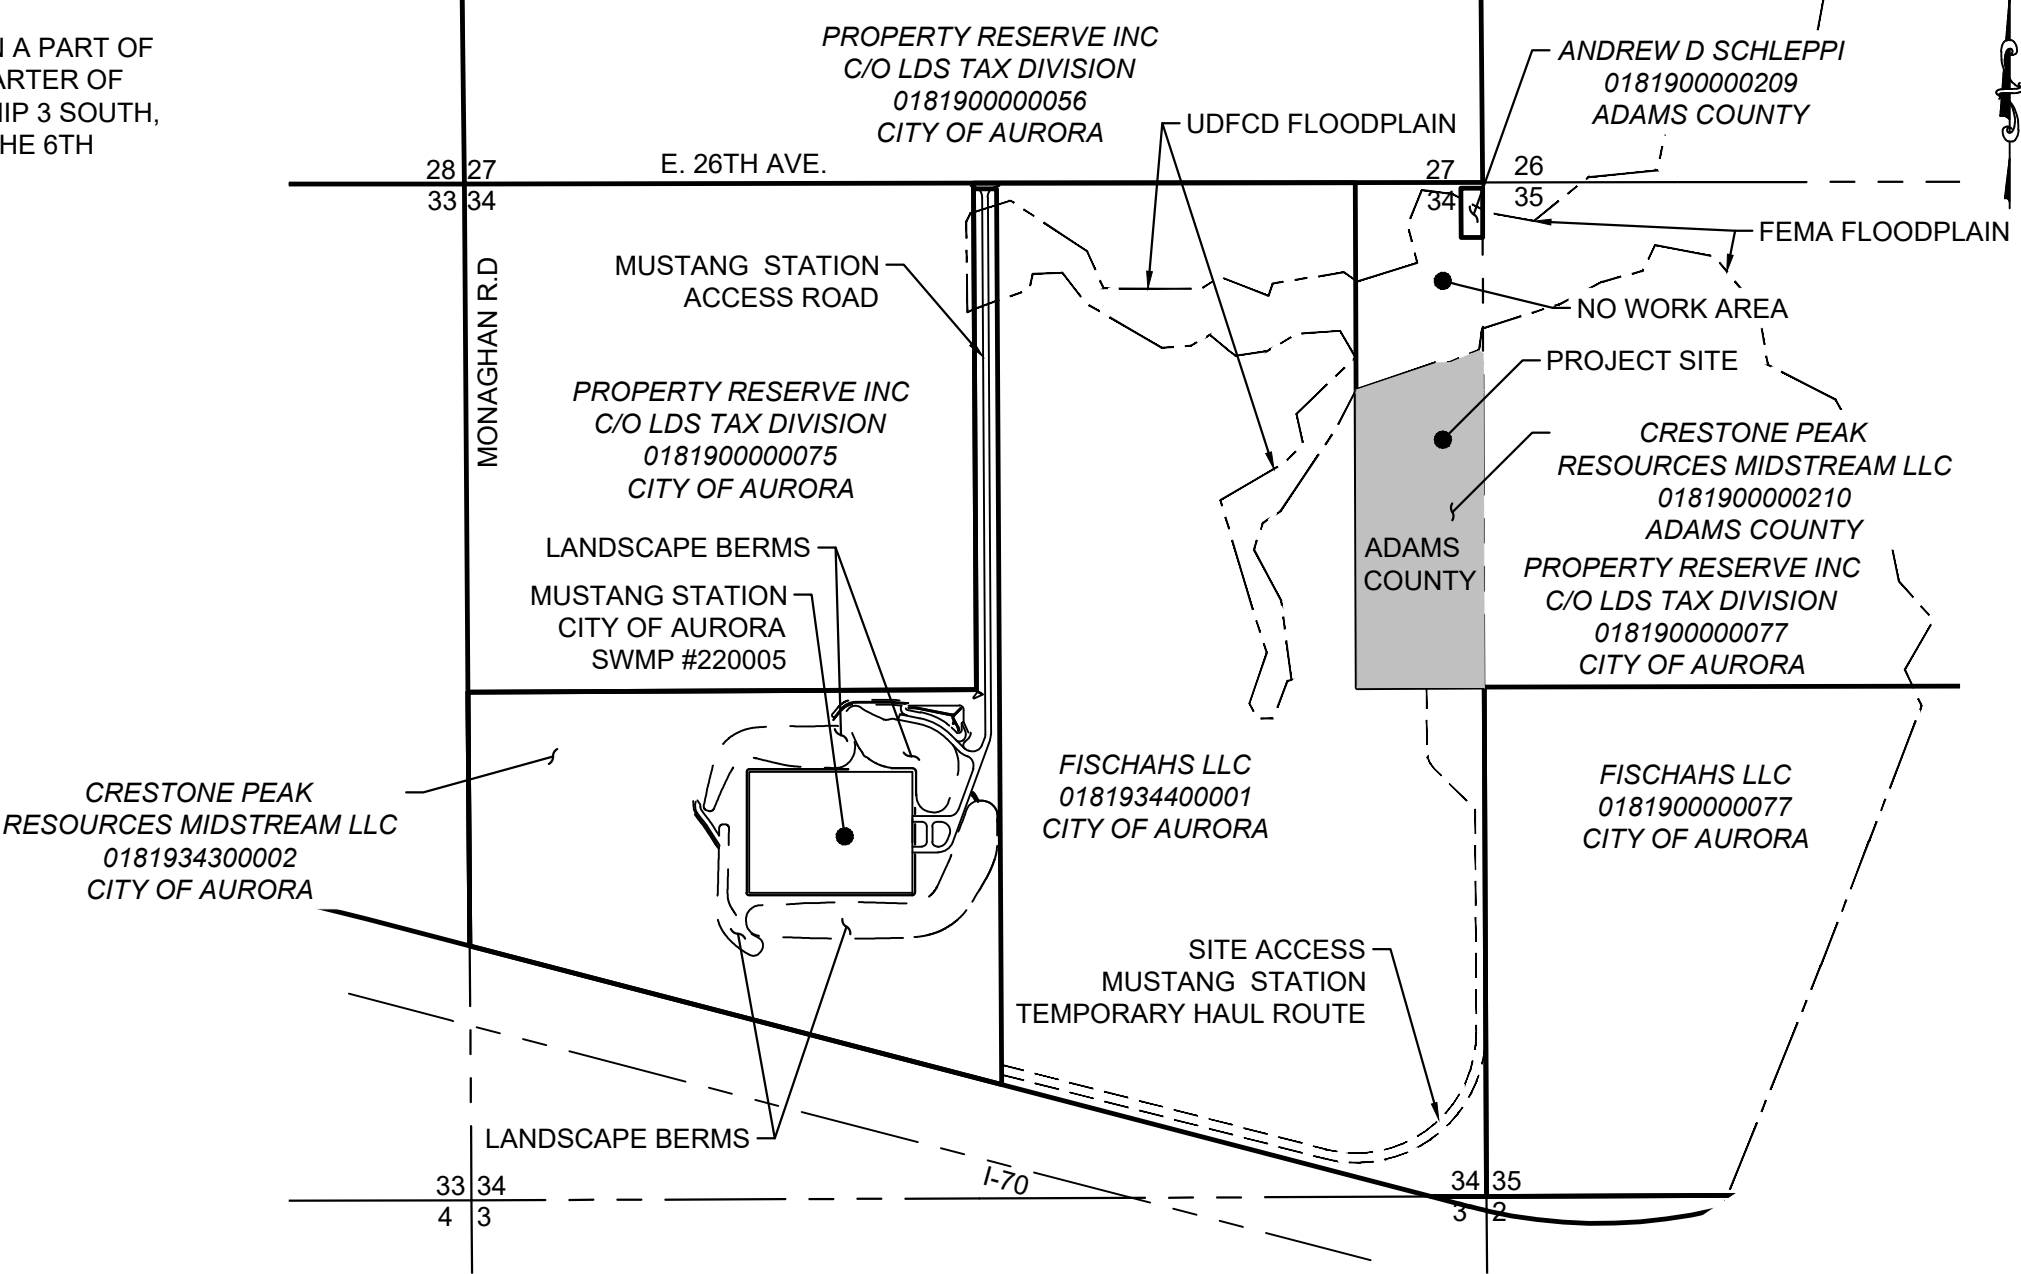 N A PART OF
ARTER OF
HIP 3 SOUTH,
HE 6TH
PROPERTY RESERVE INC
C/O LDS TAX DIVISION
0181900000056
CITY OF AURORA
ANDREW D SCHLEPPI
0181900000209
ADAMS COUNTY
UDFCD FLOODPLAIN
E. 26TH AVE.
28 27
33 34
27 26
34 35
FEMA FLOODPLAIN
MUSTANG STATION
ACCESS ROAD
MONAGHAN R.D
NO WORK AREA
PROJECT SITE
PROPERTY RESERVE INC
C/O LDS TAX DIVISION
0181900000075
CITY OF AURORA
CRESTONE PEAK
RESOURCES MIDSTREAM LLC
0181900000210
ADAMS COUNTY
LANDSCAPE BERMS
ADAMS
COUNTY
PROPERTY RESERVE INC
C/O LDS TAX DIVISION
0181900000077
CITY OF AURORA
MUSTANG STATION
CITY OF AURORA
SWMP #220005
CRESTONE PEAK
RESOURCES MIDSTREAM LLC
0181934300002
CITY OF AURORA
FISCHAHS LLC
0181934400001
CITY OF AURORA
FISCHAHS LLC
0181900000077
CITY OF AURORA
SITE ACCESS
MUSTANG STATION
TEMPORARY HAUL ROUTE
LANDSCAPE BERMS
I-70
33 34
4 3
34 35
3 2